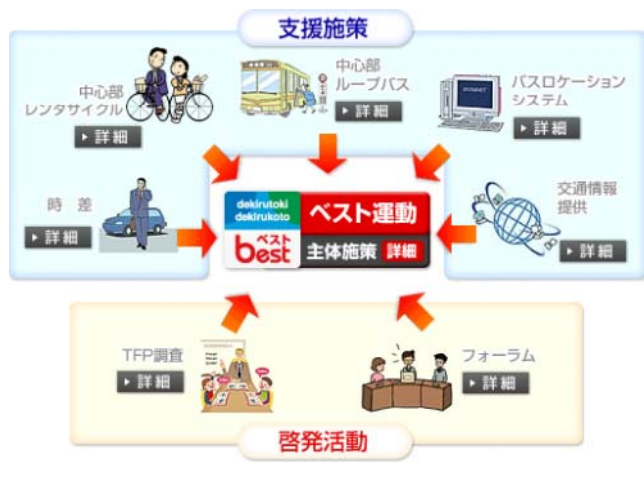 支援施策
中心部
レンタサイクル
詳細
中心部
ループバス
詳細
バスロケーション
システム
詳細
時 差
詳細
dekirutoki
dekirukoto
ベスト運動
ベスト
best
主体施策 詳細
交通情報
提供
詳細
TFP調査
詳細
フォーラム
詳細
啓発活動